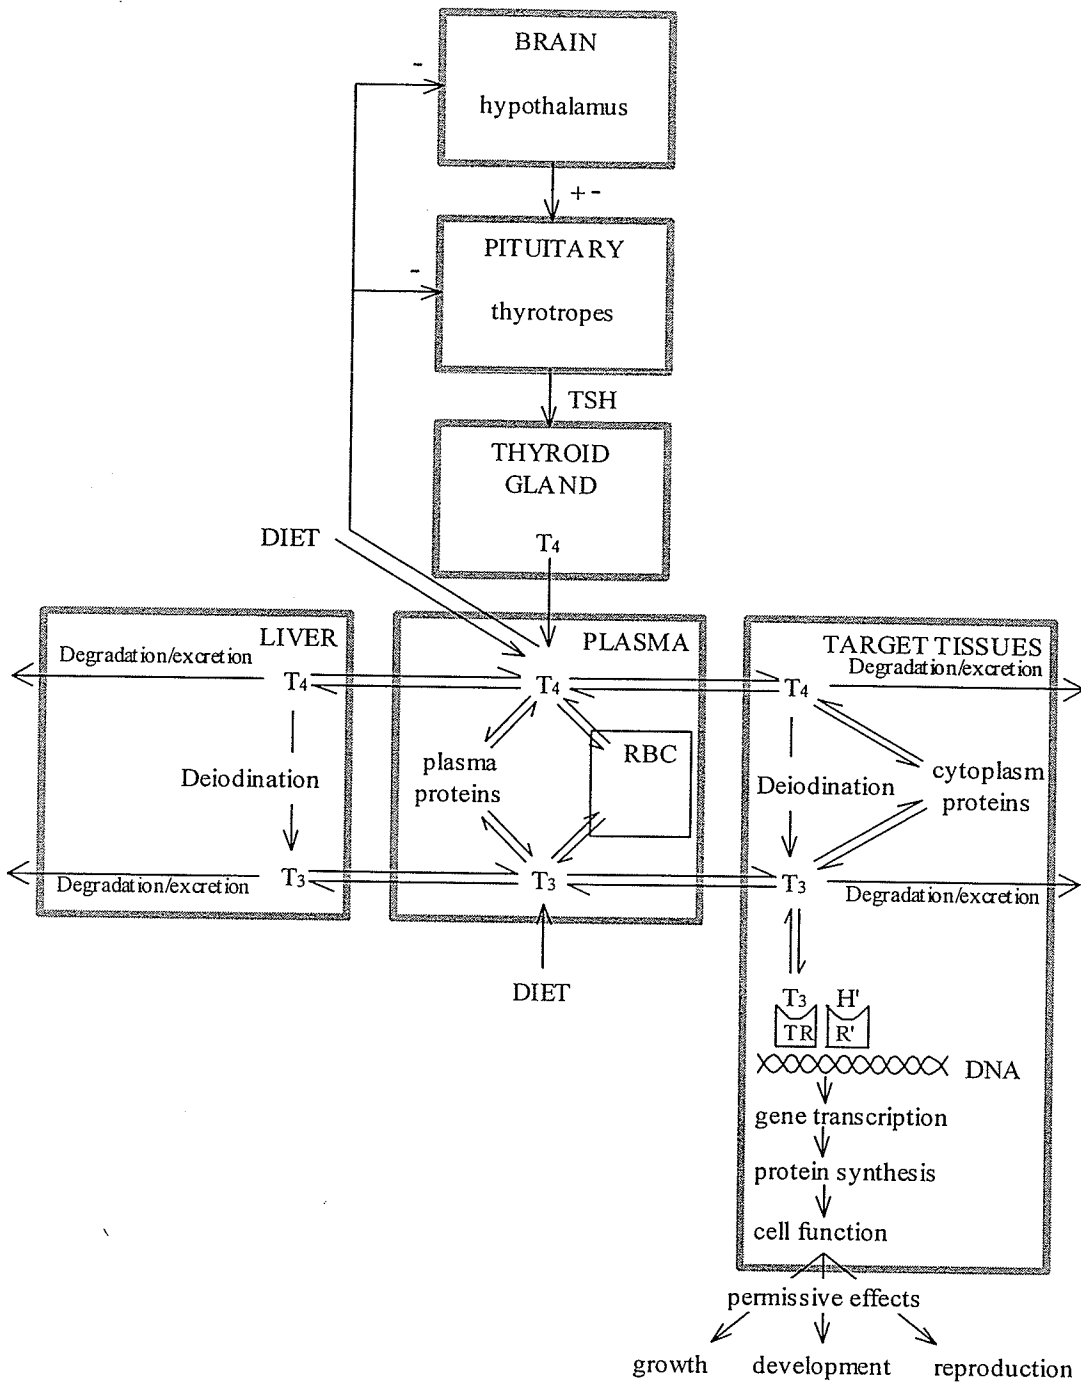 BRAIN
-
hypothalamus
+ -
PITUITARY
-
thyrotropes
TSH
THYROID
GLAND
DIET
T4
LIVER
PLASMA
TARGET TISSUES
Degradation/excretion
Degradation/excretion
T4
T4
T4
Deiodination
plasma
proteins
RBC
Deiodination
cytoplasm
proteins
Degradation/excretion
T3
T3
T3
Degradation/excretion
DIET
T3 H'
TR R'
DNA
gene transcription
protein synthesis
cell function
permissive effects
growth development reproduction